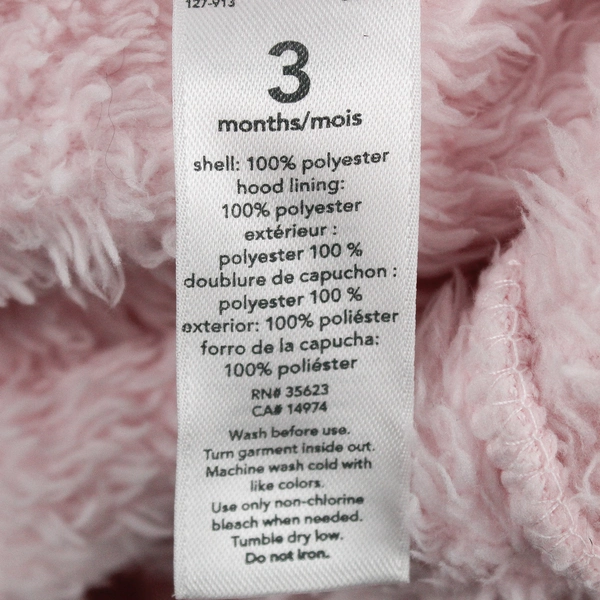 127-913
3
months/mois
shell: 100% polyester
hood lining:
100% polyester
extérieur :
polyester 100 %
doublure de capuchon :
polyester 100 %
exterior: 100% poliéster
forro de la capucha:
100% poliéster
RN# 35623
CA# 14974
Wash before use.
Turn garment inside out.
Machine wash cold with
like colors.
Use only non-chlorine
bleach when needed.
Tumble dry low.
Do not iron.